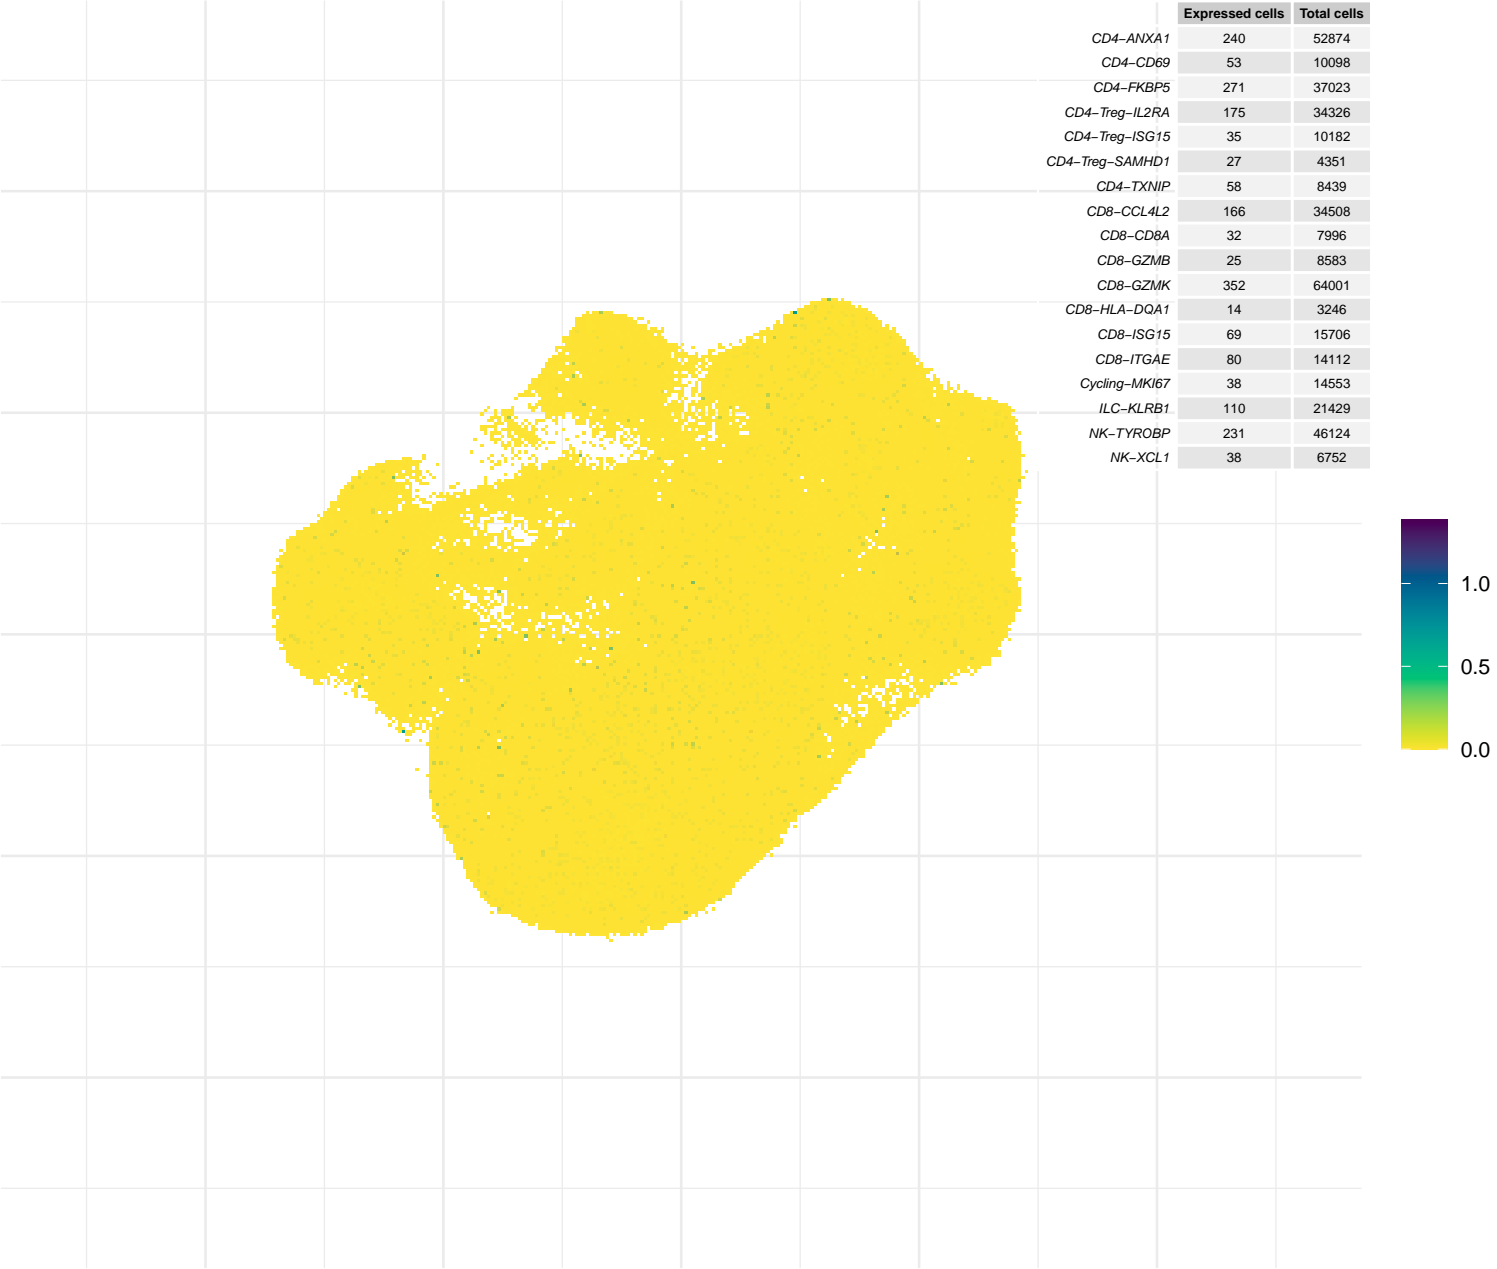 Expressed cells Total cells
CD4−ANXA1 240 52874
CD4−CD69 53 10098
CD4−FKBP5 271 37023
CD4−Treg−IL2RA 175 34326
CD4−Treg−ISG15 35 10182
CD4−Treg−SAMHD1 27 4351
CD4−TXNIP 58 8439
CD8−CCL4L2 166 34508
CD8−CD8A 32 7996
CD8−GZMB 25 8583
CD8−GZMK 352 64001
CD8−HLA−DQA1 14 3246
CD8−ISG15 69 15706
CD8−ITGAE 80 14112
Cycling−MKI67 38 14553
ILC−KLRB1 110 21429
NK−TYROBP 231 46124
NK−XCL1 38 6752
1.0
0.5
0.0